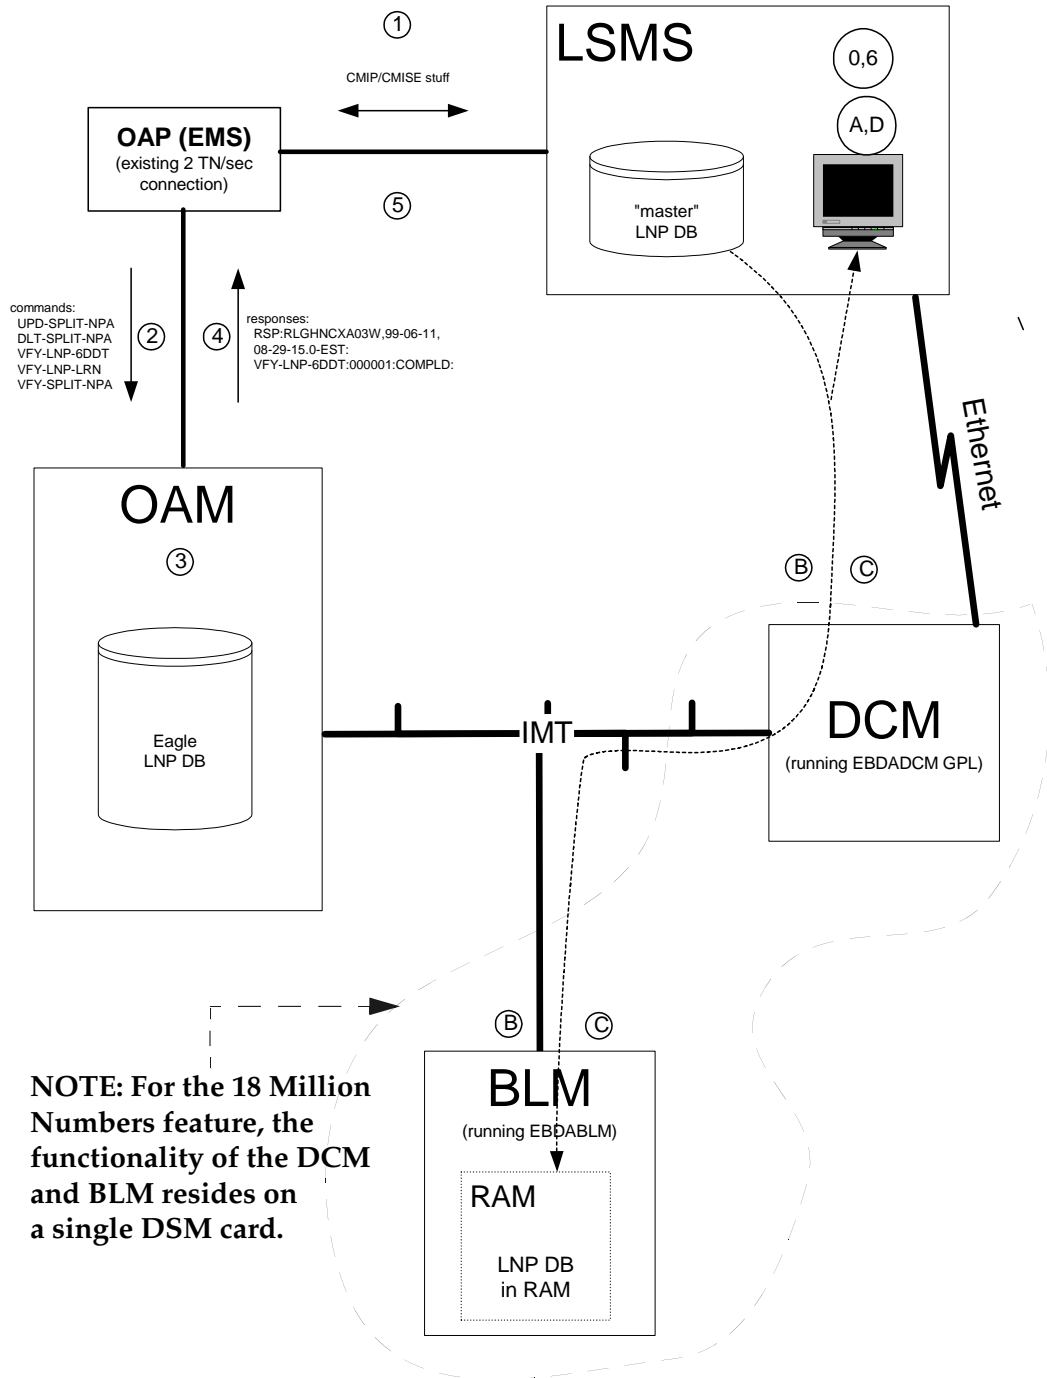 1
LSMS
0,6
CMIP/CMISE stuff
A,D
OAP (EMS)
(existing 2 TN/sec
connection)
5
"master"
LNP DB
commands:
UPD-SPLIT-NPA
DLT-SPLIT-NPA
VFY-LNP-6DDT
VFY-LNP-LRN
VFY-SPLIT-NPA
2
4
responses:
RSP:RLGHNCXA03W,99-06-11,
08-29-15.0-EST:
VFY-LNP-6DDT:000001:COMPLD:
\
Ethernet
OAM
3
B
C
Eagle
LNP DB
IMT
DCM
(running EBDADCM GPL)
B
C
NOTE: For the 18 Million
Numbers feature, the
functionality of the DCM
and BLM resides on
a single DSM card.
BLM
(running EBDABLM)
RAM
LNP DB
in RAM